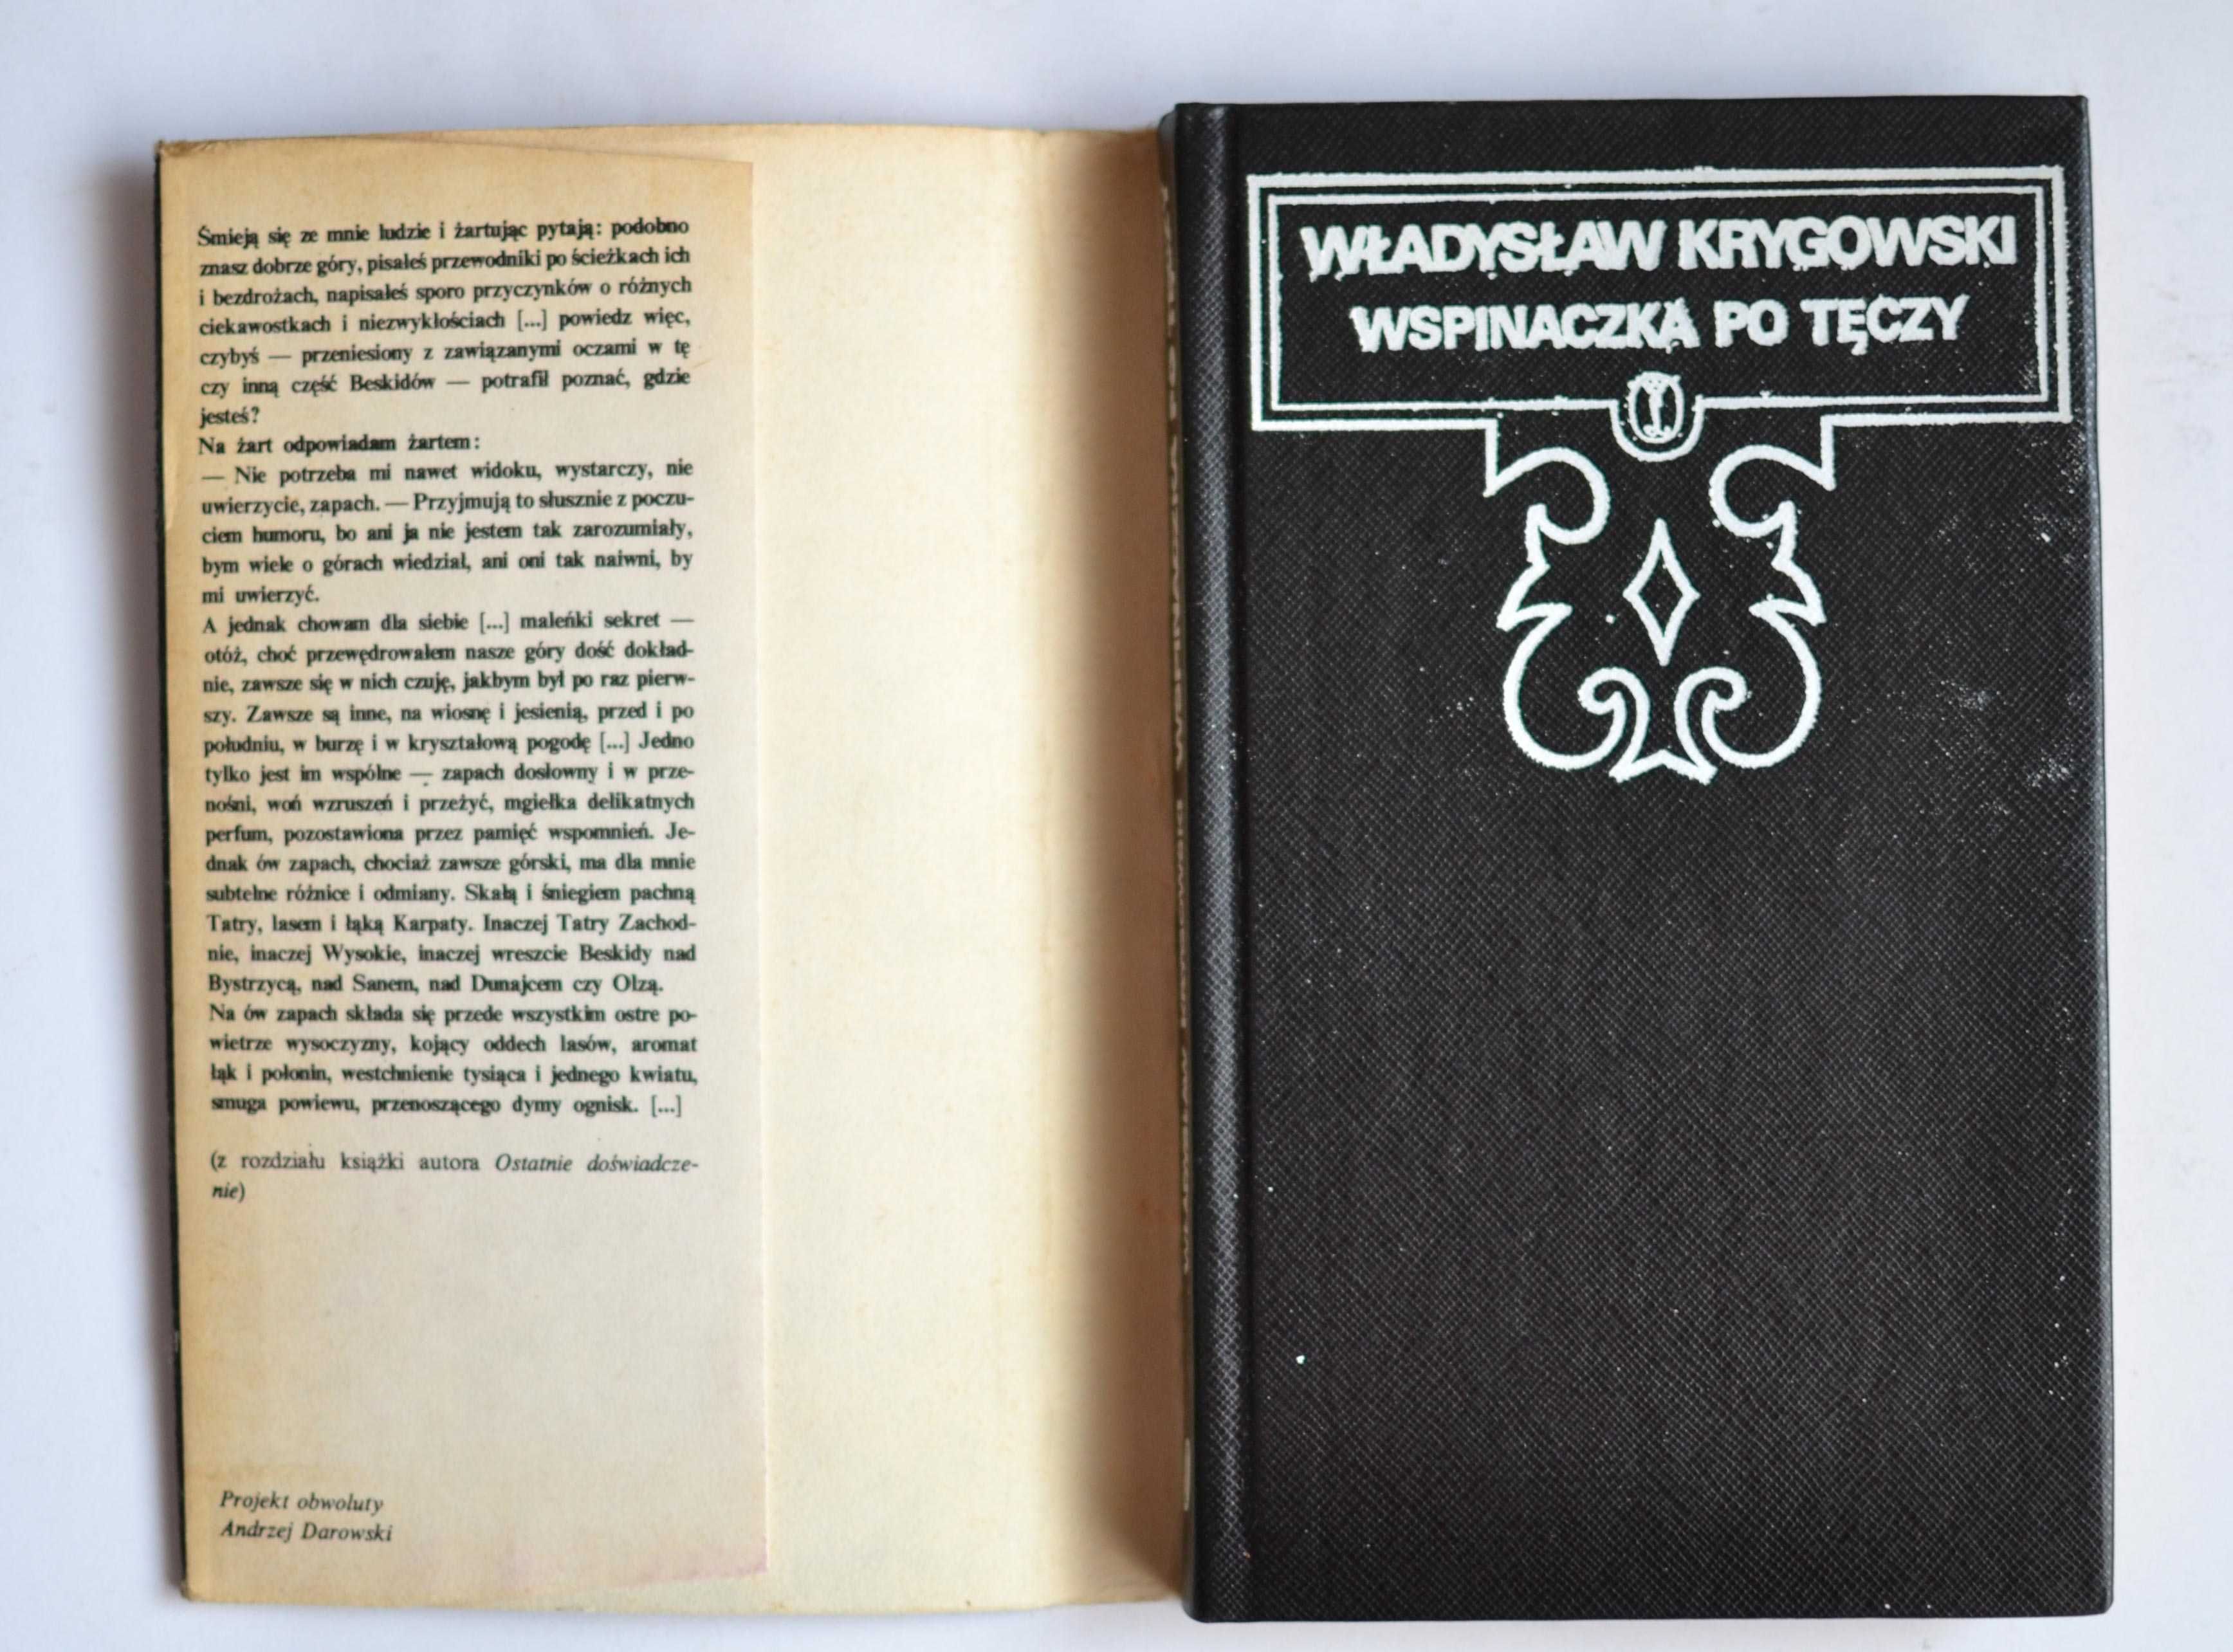 Śmieją się ze mnie ludzie i żartując pytają: podobno
znasz dobrze góry, pisałeś przewodniki po ścieżkach ich
i bezdrożach, napisałeś sporo przyczynków o różnych
ciekawostkach i niezwykłościach [...] powiedz więc,
czybyś — przeniesiony z zawiązanymi oczami w tę
czy inną część Beskidów — potrafił poznać, gdzie
jesteś?
Na żart odpowiadam żartem:
— Nie potrzeba mi nawet widoku, wystarczy, nie
uwierzycie, zapach. — Przyjmują to słusznie z poczu-
ciem humoru, bo ani ja nie jestem tak zarozumiały,
bym wiele o górach wiedział, ani oni tak naiwni, by
mi uwierzyć.
A jednak chowam dla siebie [...] maleńki sekret —
otóż, choć przewędrowałem nasze góry dość dokład-
nie, zawsze się w nich czuję, jakbym był po raz pierw-
szy. Zawsze są inne, na wiosnę i jesienią, przed i po
południu, w burzę i w kryształową pogodę [...] Jedno
tylko jest im wspólne — zapach dosłowny i w prze-
nośni, woń wzruszeń i przeżyć, mgiełka delikatnych
perfum, pozostawiona przez pamięć wspomnień. Je-
dnak ów zapach, chociaż zawsze górski, ma dla mnie
subtelne różnice i odmiany. Skałą i śniegiem pachną
Tatry, lasem i łąką Karpaty. Inaczej Tatry Zachod-
nie, inaczej Wysokie, inaczej wreszcie Beskidy nad
Bystrzycą, nad Sanem, nad Dunajcem czy Olzą.
Na ów zapach składa się przede wszystkim ostre po-
wietrze wysoczyzny, kojący oddech lasów, aromat
łąk i połonin, westchnienie tysiąca i jednego kwiatu,
smuga powiewu, przenoszącego dymy ognisk. [...]
(z rozdziału książki autora Ostatnie doświadcze-
nie)
Projekt obwoluty
Andrzej Darowski
WŁADYSŁAW KRYGOWSKI
WSPINACZKA PO TĘCZY